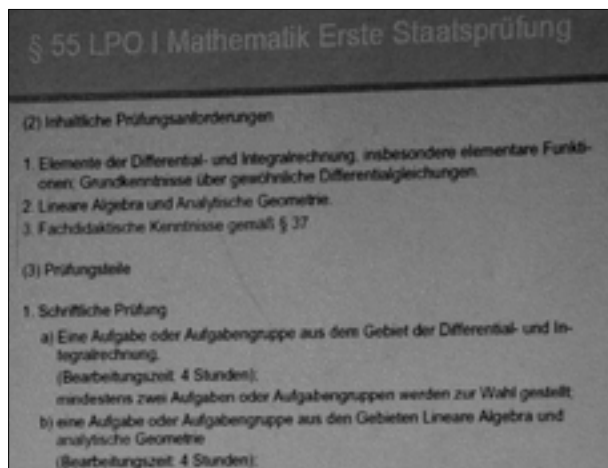 § 55 LPO I Mathematik Erste Staatsprüfung
(2) Inhaltliche Prüfungsanforderungen
1. Elemente der Differential- und Integralrechnung, insbesondere elementare Funkti-
onen; Grundkenntnisse über gewöhnliche Differentialgleichungen.
2. Lineare Algebra und Analytische Geometrie.
3. Fachdidaktische Kenntnisse gemäß § 37
(3) Prüfungsteile
1. Schriftliche Prüfung
a) Eine Aufgabe oder Aufgabengruppe aus dem Gebiet der Differential- und In-
tegralrechnung,
(Bearbeitungszeit: 4 Stunden);
mindestens zwei Aufgaben oder Aufgabengruppen werden zur Wahl gestellt;
b) eine Aufgabe oder Aufgabengruppe aus den Gebieten Lineare Algebra und
analytische Geometrie
(Bearbeitungszeit: 4 Stunden);